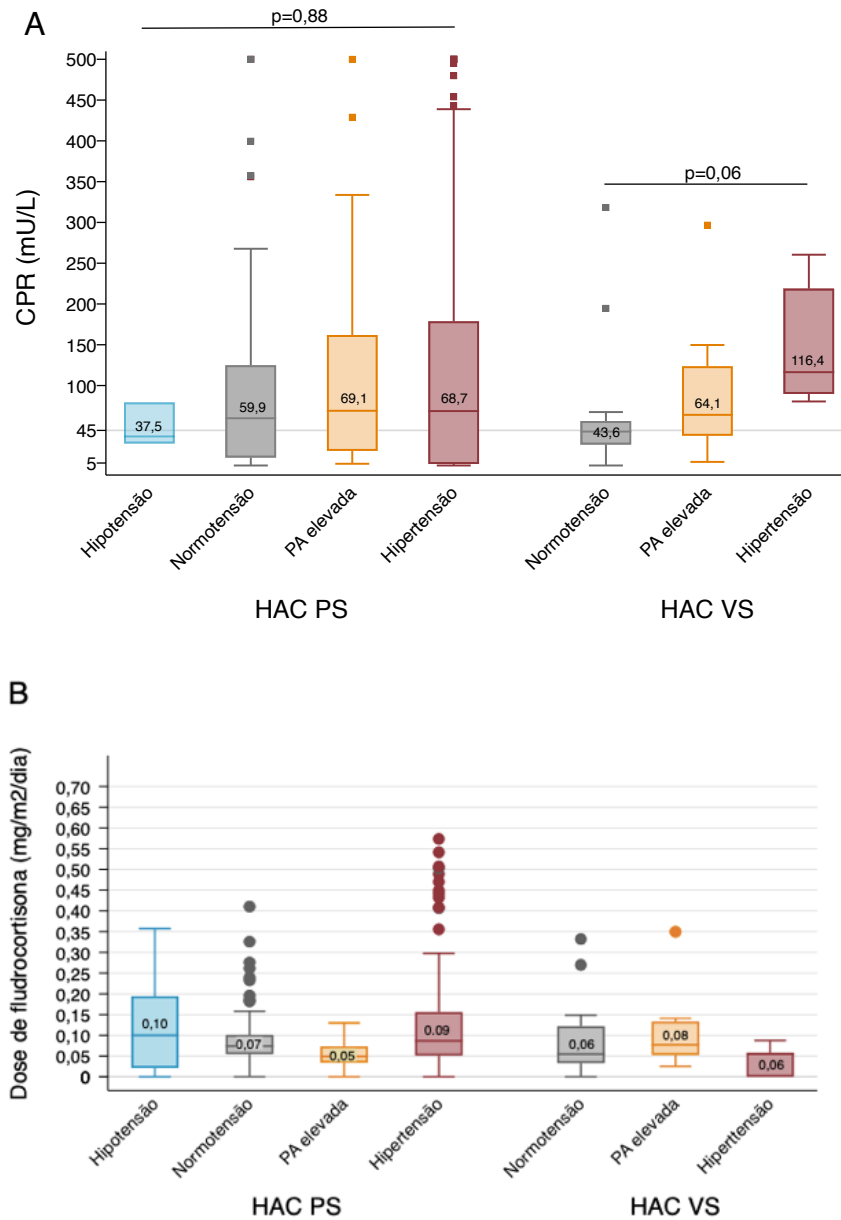 A
p=0,88
500
450
400
350
300
250
200
150
100
45
5
CPR (mU/L)
p=0,06
37,5
59,9
69,1
68,7
43,6
64,1
116,4
Hipotensão
Normotensão
PA elevada
Hipertensão
Normotensão
PA elevada
Hipertensão
HAC PS
HAC VS
B
Dose de fludrocortisona (mg/m2/dia)
0,70
0,65
0,60
0,55
0,50
0,45
0,40
0,35
0,30
0,25
0,20
0,15
0,10
0,05
0
0,10
0,07
0,05
0.09
0,06
0,08
0,06
Hipotensão
Normotensão
PA elevada
Hipertensão
Normotensão
PA elevada
Hiperttensão
HAC PS
HAC VS